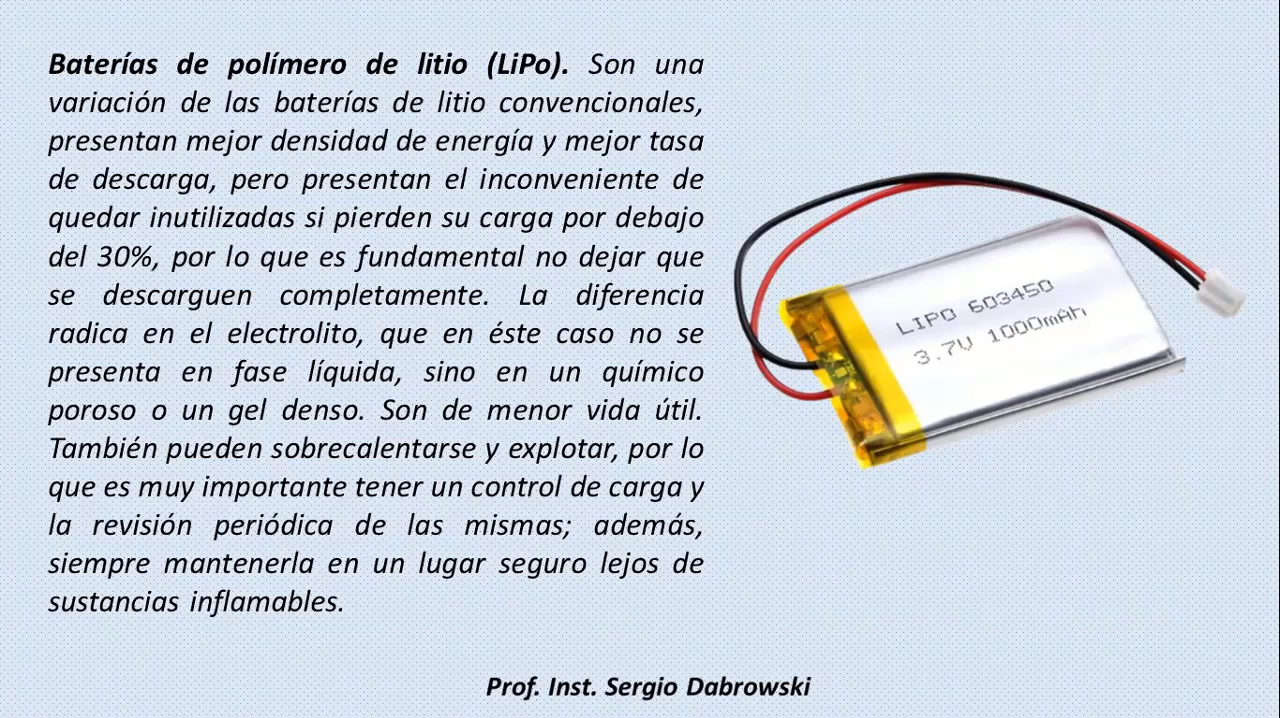 Baterías de polímero de litio (LiPo). Son una
variación de las baterías de litio convencionales,
presentan mejor densidad de energía y mejor tasa
de descarga, pero presentan el inconveniente de
quedar inutilizadas si pierden su carga por debajo
del 30%, por lo que es fundamental no dejar que
se descarguen completamente. La diferencia
radica en el electrolito, que en éste caso no se
presenta en fase líquida, sino en un químico
poroso o un gel denso. Son de menor vida útil.
También pueden sobrecalentarse y explotar, por lo
que es muy importante tener un control de carga y
la revisión periódica de las mismas; además,
siempre mantenerla en un lugar seguro lejos de
sustancias inflamables.
LIPO 603450
3.7V 1000mAh
Prof. Inst. Sergio Dabrowski